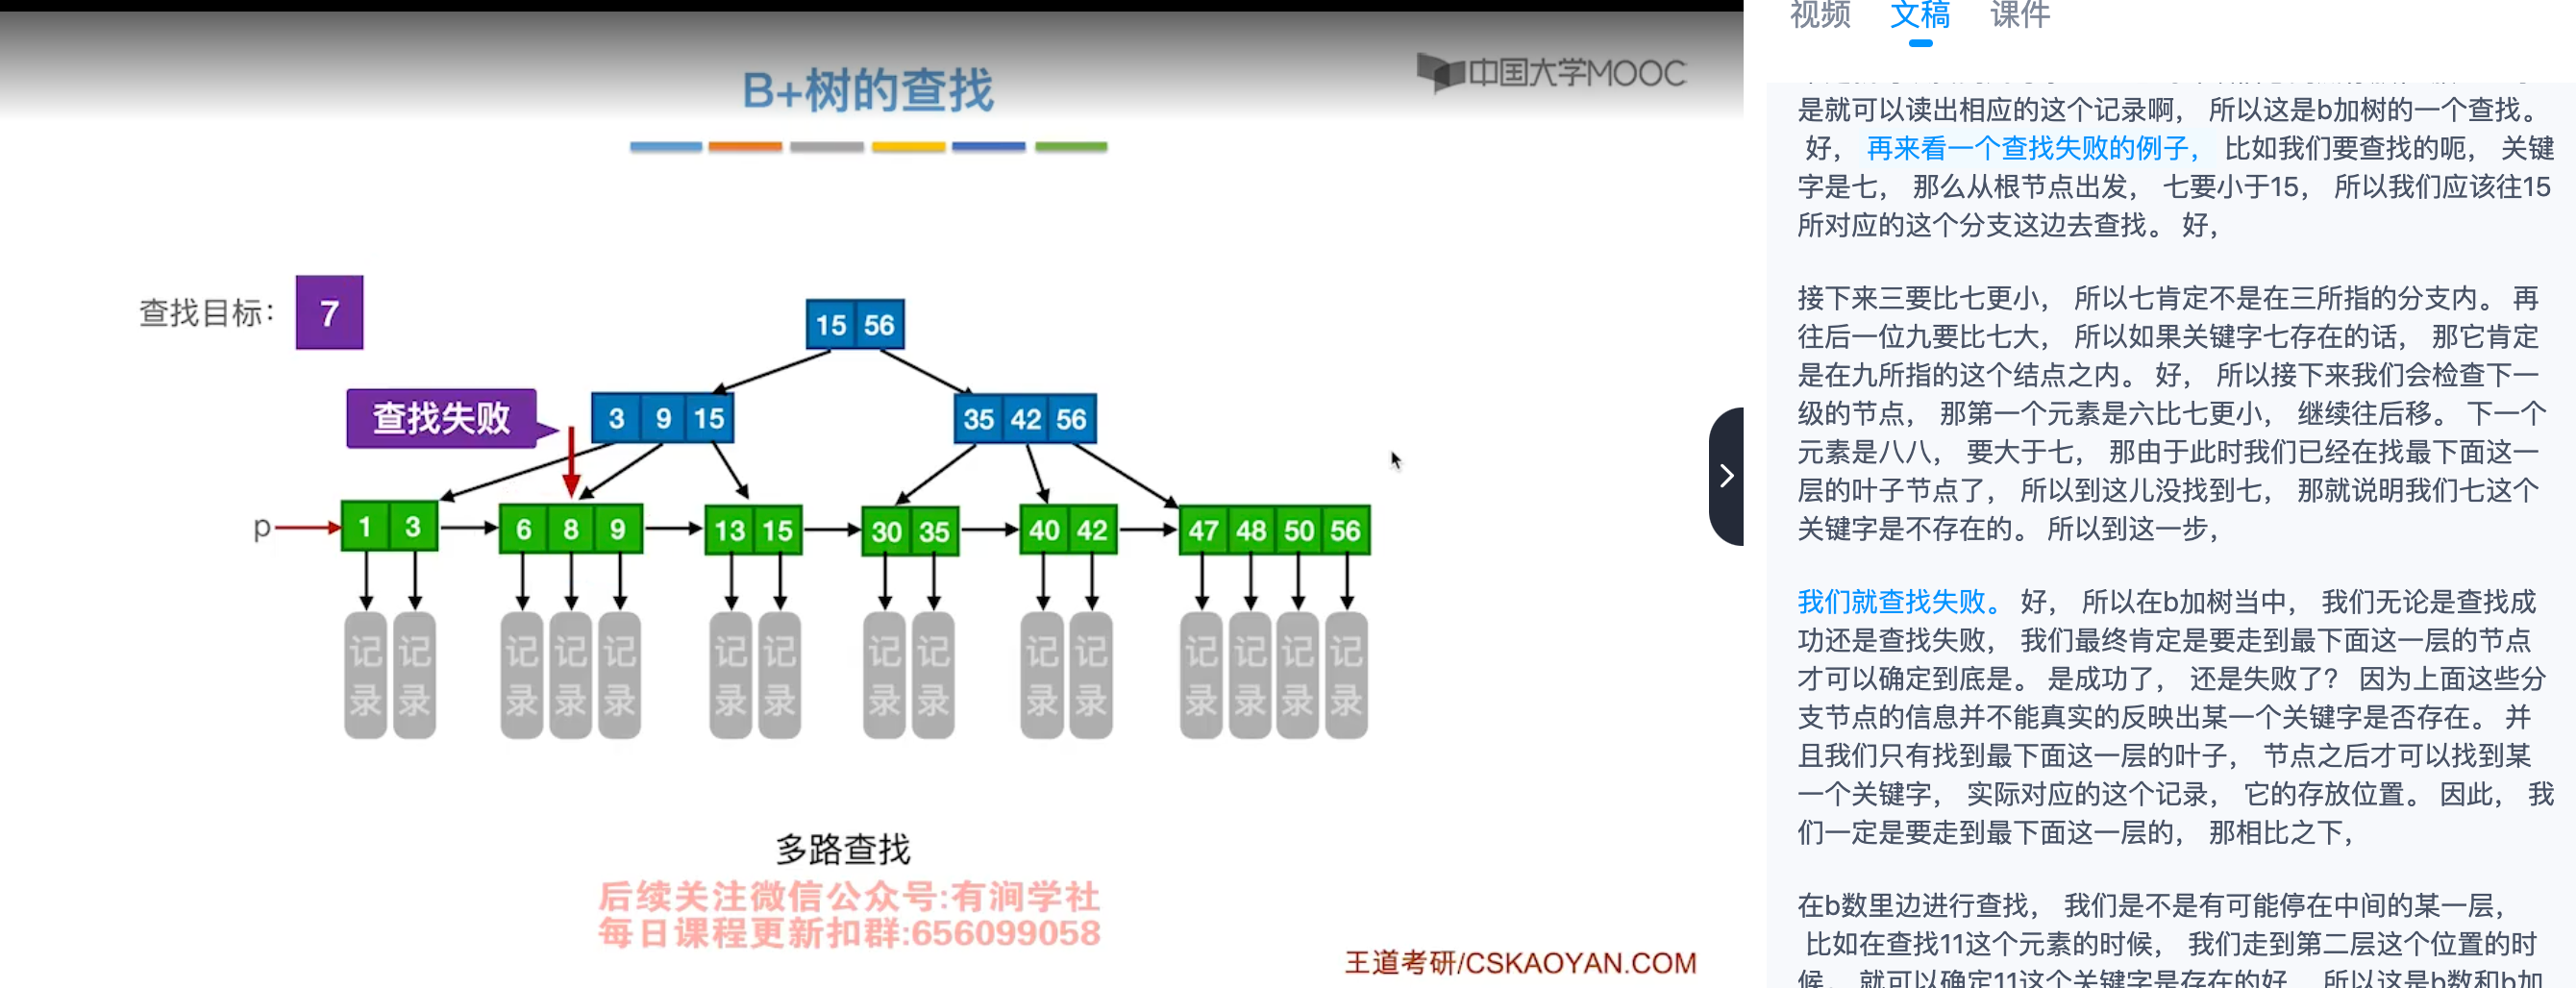 B+树的查找
中国大学MOOC
查找目标：
7
15 56
查找失败
3 9 15
35 42 56
p
1 3
6 8 9
13 15
30 35
40 42
47 48 50 56
记录 记录
记录 记录 记录
记录 记录
记录 记录
记录 记录
记录 记录 记录 记录
多路查找
后续关注微信公众号:有涧学社
每日课程更新扣群:656099058
王道考研/CSKAOYAN.COM
视频 文稿 课件
是就可以读出相应的这个记录啊， 所以这是b加树的一个查找。
好， 再来看一个查找失败的例子， 比如我们要查找的呃， 关键
字是七， 那么从根节点出发， 七要小于15， 所以我们应该往15
所对应的这个分支这边去查找。 好，
接下来三要比七更小， 所以七肯定不是在三所指的分支内。 再
往后一位九要比七大， 所以如果关键字七存在的话， 那它肯定
是在九所指的这个结点之内。 好， 所以接下来我们会检查下一
级的节点， 那第一个元素是六比七更小， 继续往后移。 下一个
元素是八八， 要大于七， 那由于此时我们已经在找最下面这一
层的叶子节点了， 所以到这儿没找到七， 那就说明我们七这个
关键字是不存在的。 所以到这一步，
我们就查找失败。 好， 所以在b加树当中， 我们无论是查找成
功还是查找失败， 我们最终肯定是要走到最下面这一层的节点
才可以确定到底是。 是成功了， 还是失败了？ 因为上面这些分
支节点的信息并不能真实的反映出某一个关键字是否存在。 并
且我们只有找到最下面这一层的叶子， 节点之后才可以找到某
一个关键字， 实际对应的这个记录， 它的存放位置。 因此， 我
们一定是要走到最下面这一层的， 那相比之下，
在b数里边进行查找， 我们是不是有可能停在中间的某一层，
比如在查找11这个元素的时候， 我们走到第二层这个位置的时
候， 就可以确定11这个关键字是存在的好， 所以这是b数和b加